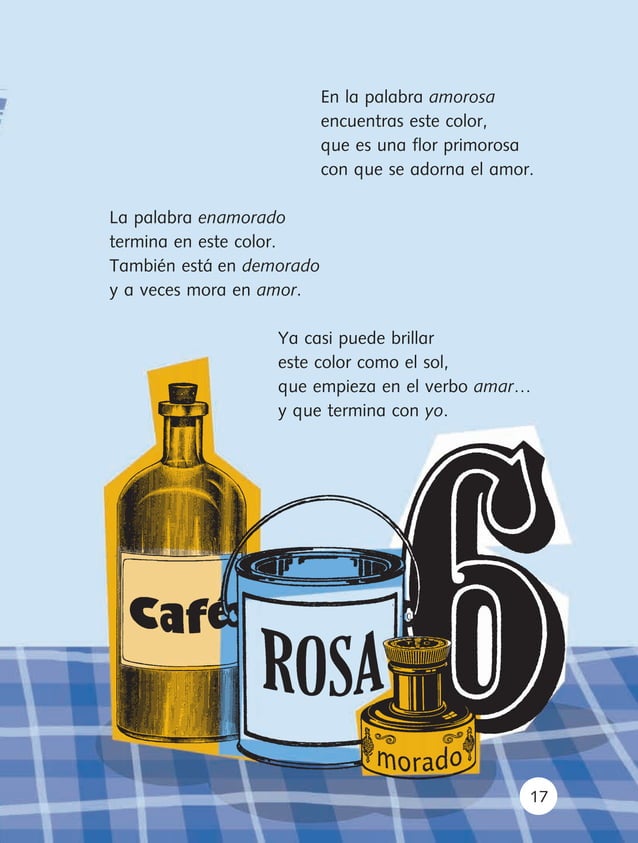 En la palabra amorosa
encuentras este color,
que es una flor primorosa
con que se adorna el amor.
La palabra enamorado
termina en este color.
También está en demorado
y a veces mora en amor.
Ya casi puede brillar
este color como el sol,
que empieza en el verbo amar...
y que termina con yo.
6
Café
ROSA
morado
17